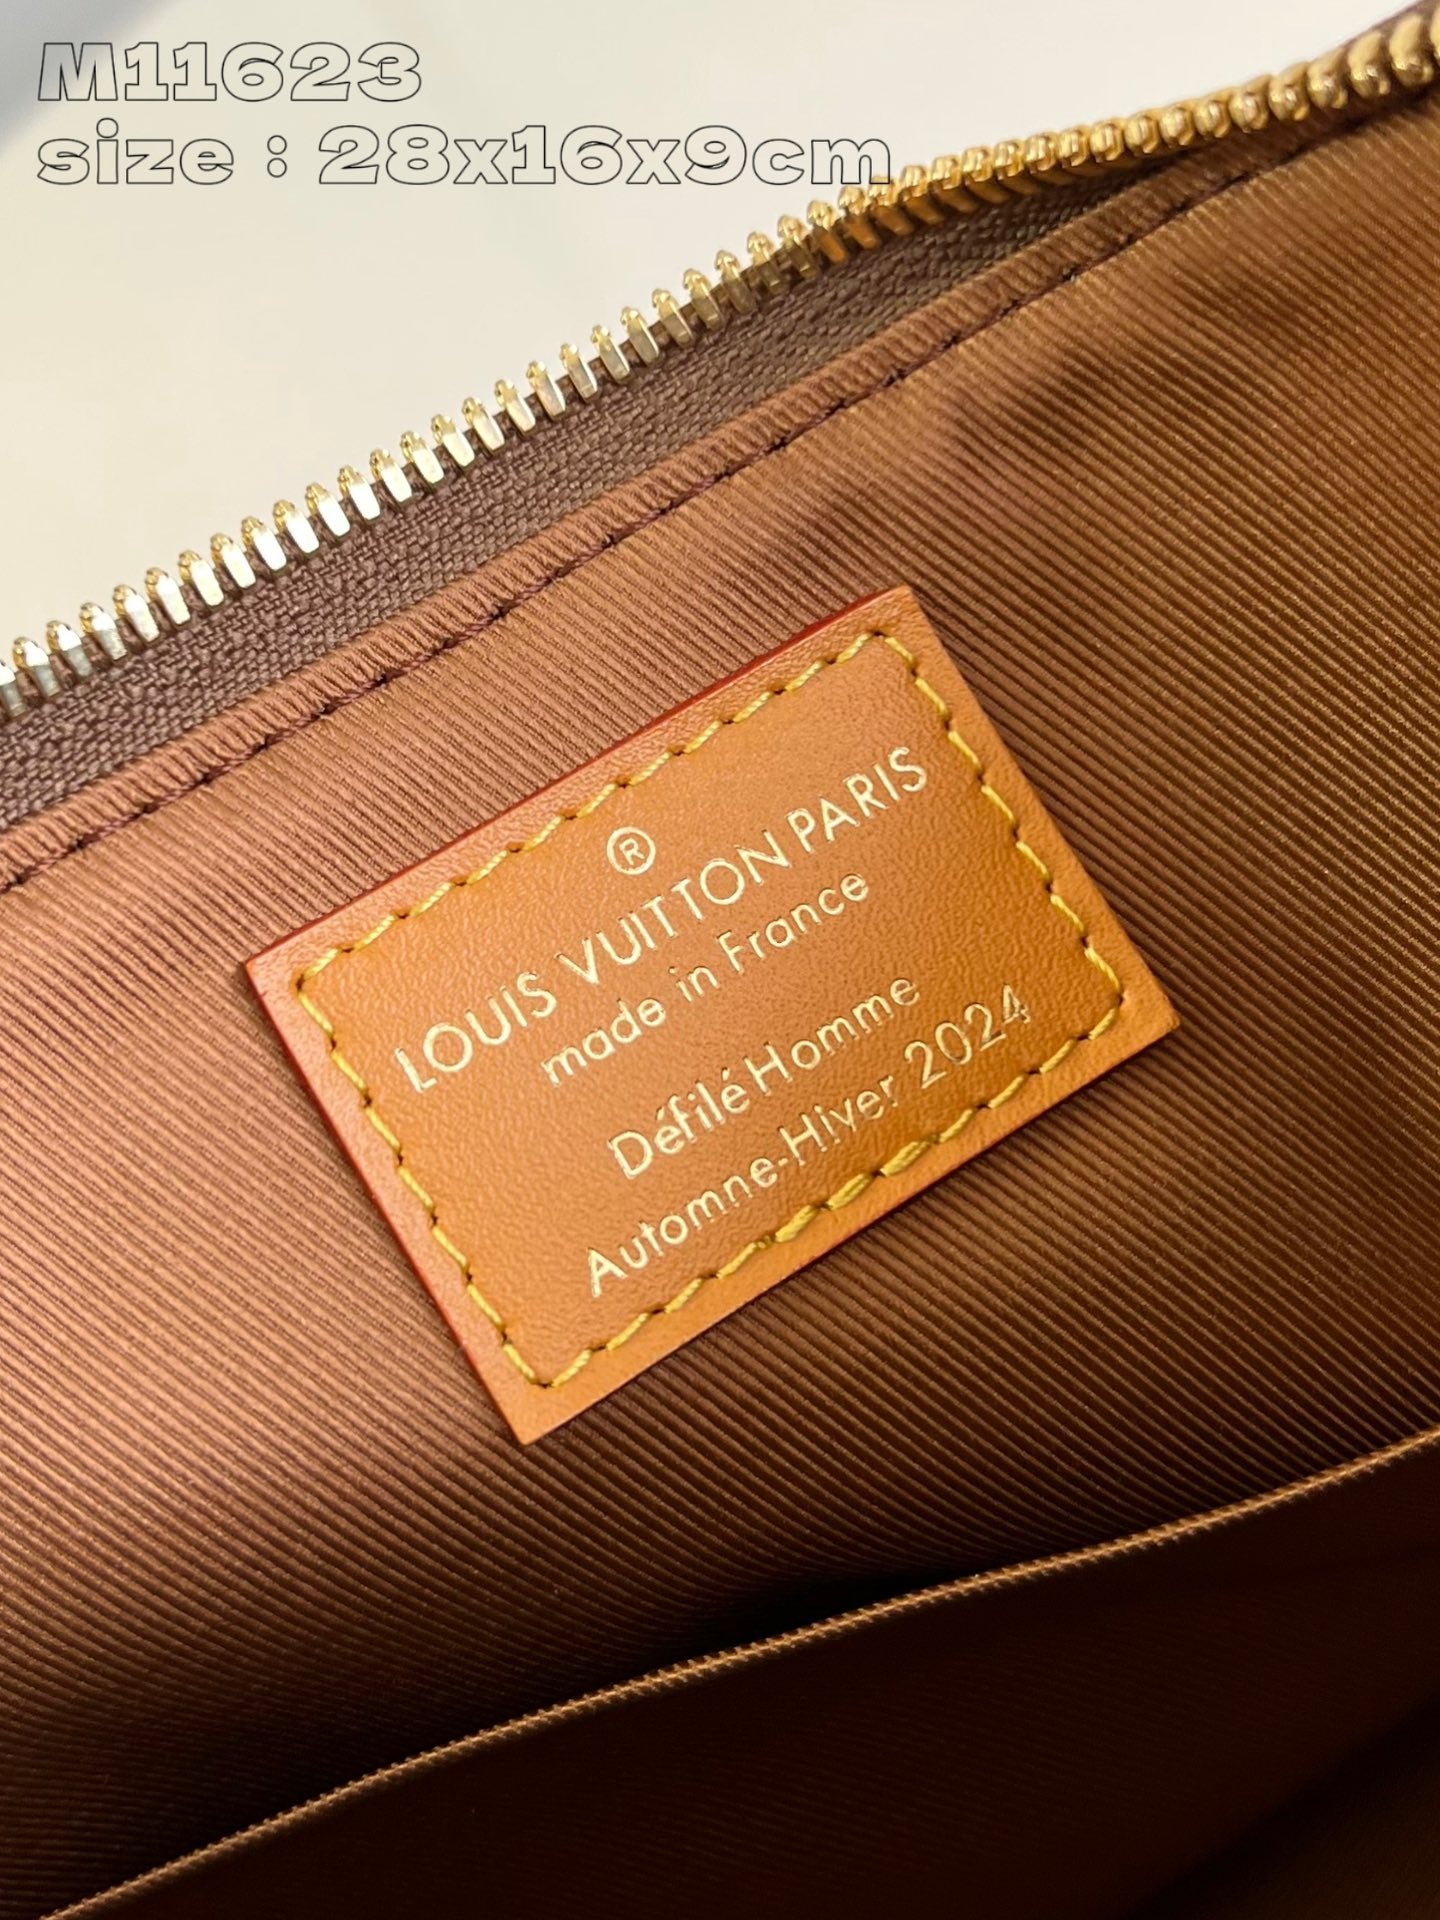 M11623
size：28x16x9cm
®
LOUIS VUITTON PARIS
made in France
Défilé Homme
Automne-Hiver 2024